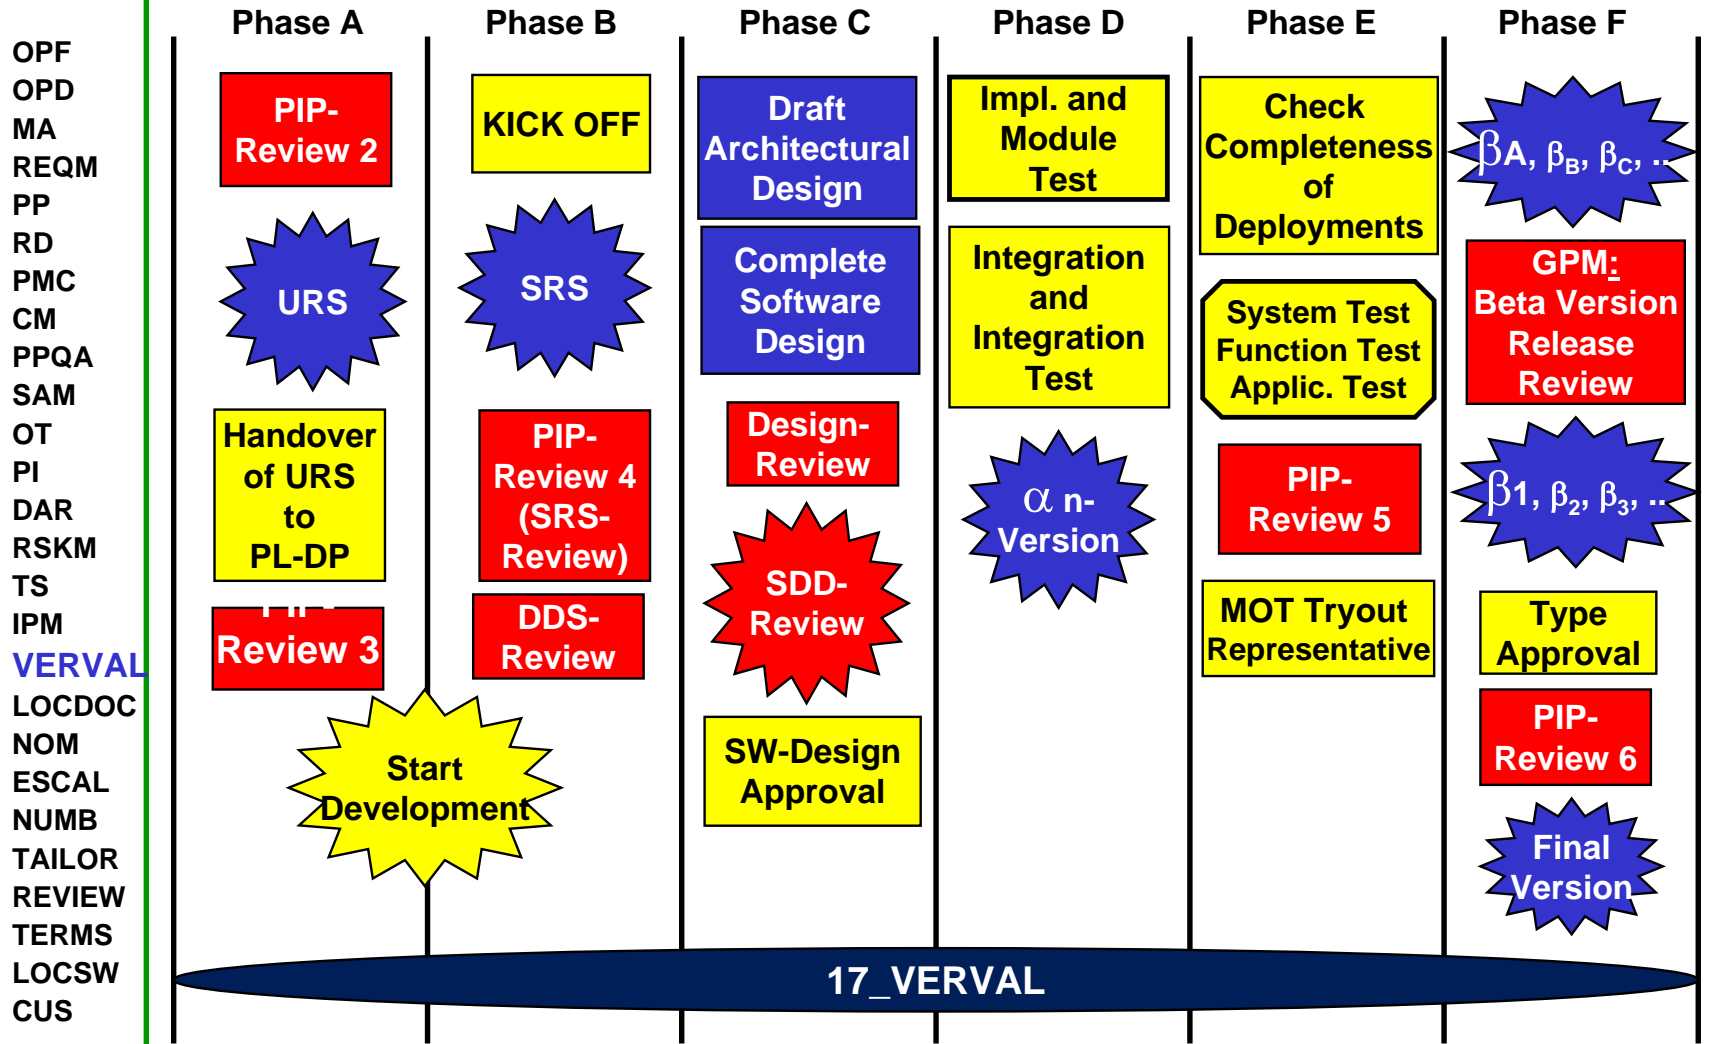 OPF
OPD
MA
REQM
PP
RD
PMC
CM
PPQA
SAM
OT
PI
DAR
RSKM
TS
IPM
VERVAL
LOCDOC
NOM
ESCAL
NUMB
TAILOR
REVIEW
TERMS
LOCSW
CUS
Phase A
PIP-
Review 2
URS
Handover
of URS
to
PL-DP
PIP-
Review 3
Start
Development
Phase B
KICK OFF
SRS
PIP-
Review 4
(SRS-
Review)
DDS-
Review
Phase C
Draft
Architectural
Design
Complete
Software
Design
Design-
Review
SDD-
Review
SW-Design
Approval
Phase D
Impl. and
Module
Test
Integration
and
Integration
Test
α n-
Version
Phase E
Check
Completeness
of
Deployments
System Test
Function Test
Applic. Test
PIP-
Review 5
MOT Tryout
Representative
Phase F
βA, βB, βC, ..
GPM:
Beta Version
Release
Review
β1, β2, β3, ..
Type
Approval
PIP-
Review 6
Final
Version
17_VERVAL